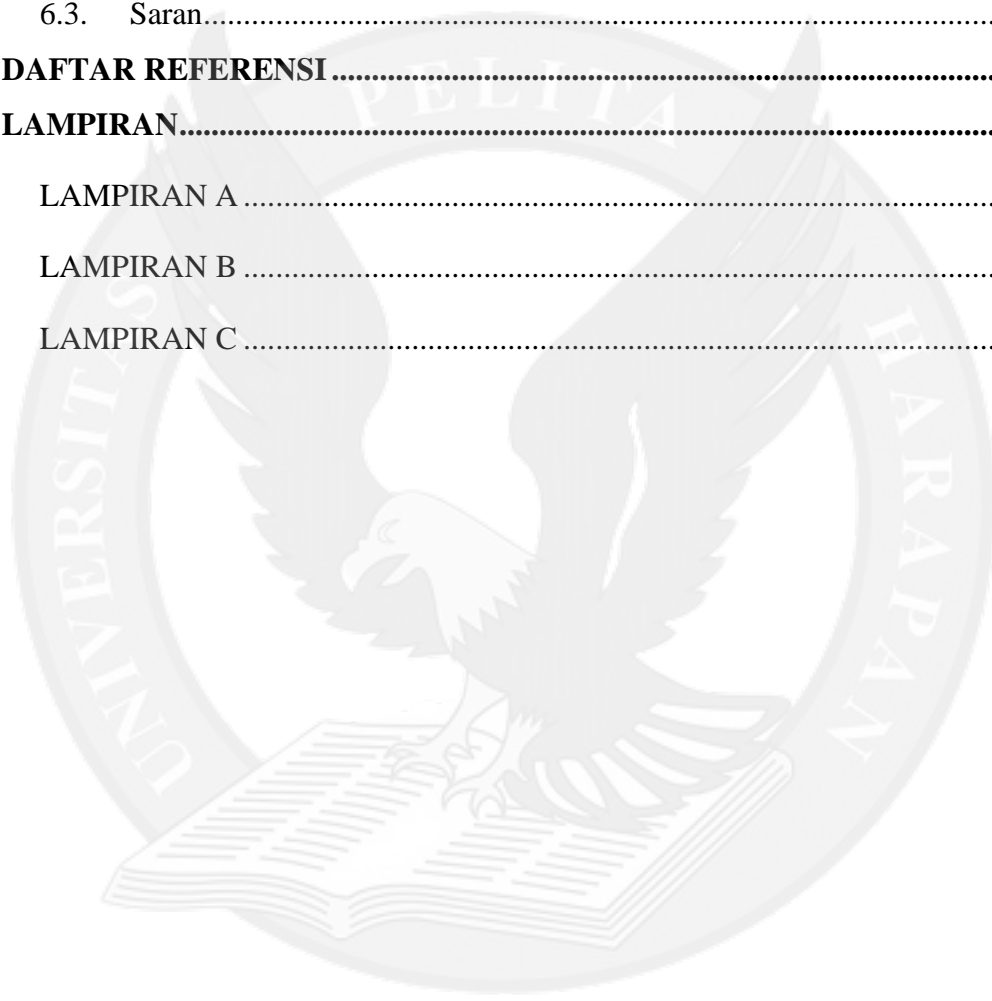 6.3. Saran..........................................................................................
DAFTAR REFERENSI..........................................................................................
LAMPIRAN..........................................................................................
LAMPIRAN A ..........................................................................................
LAMPIRAN B ..........................................................................................
LAMPIRAN C ..........................................................................................
UNIVERSITAS PELITA HARAPAN